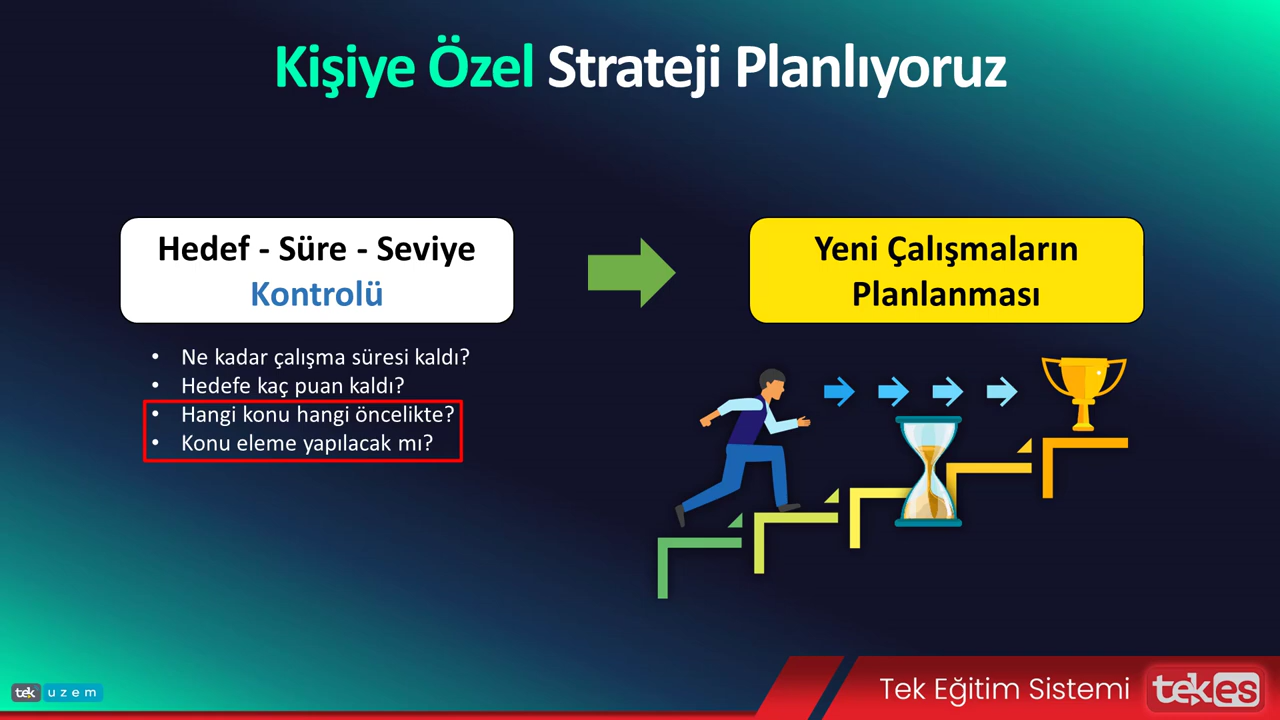 Kişiye Özel Strateji Planlıyoruz
Hedef - Süre - Seviye
Kontrolü
• Ne kadar çalışma süresi kaldı?
• Hedefe kaç puan kaldı?
• Hangi konu hangi öncelikte?
• Konu eleme yapılacak mı?
Yeni Çalışmaların
Planlanması
tek uzem
Tek Eğitim Sistemi tekes